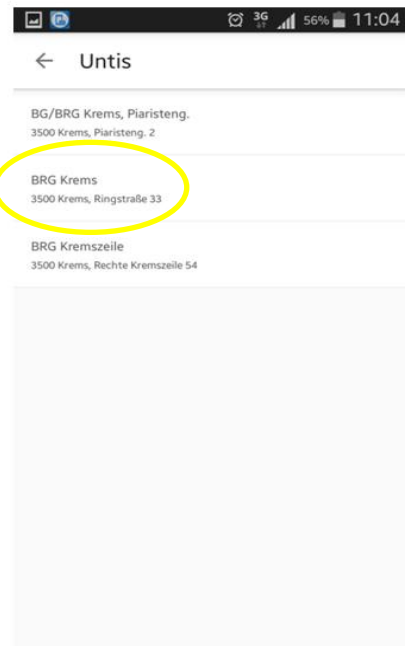 3G 56% 11:04
Untis
BG/BRG Krems, Piaristeng.
3500 Krems, Piaristeng. 2
BRG Krems
3500 Krems, Ringstraße 33
BRG Kremszeile
3500 Krems, Rechte Kremszeile 54